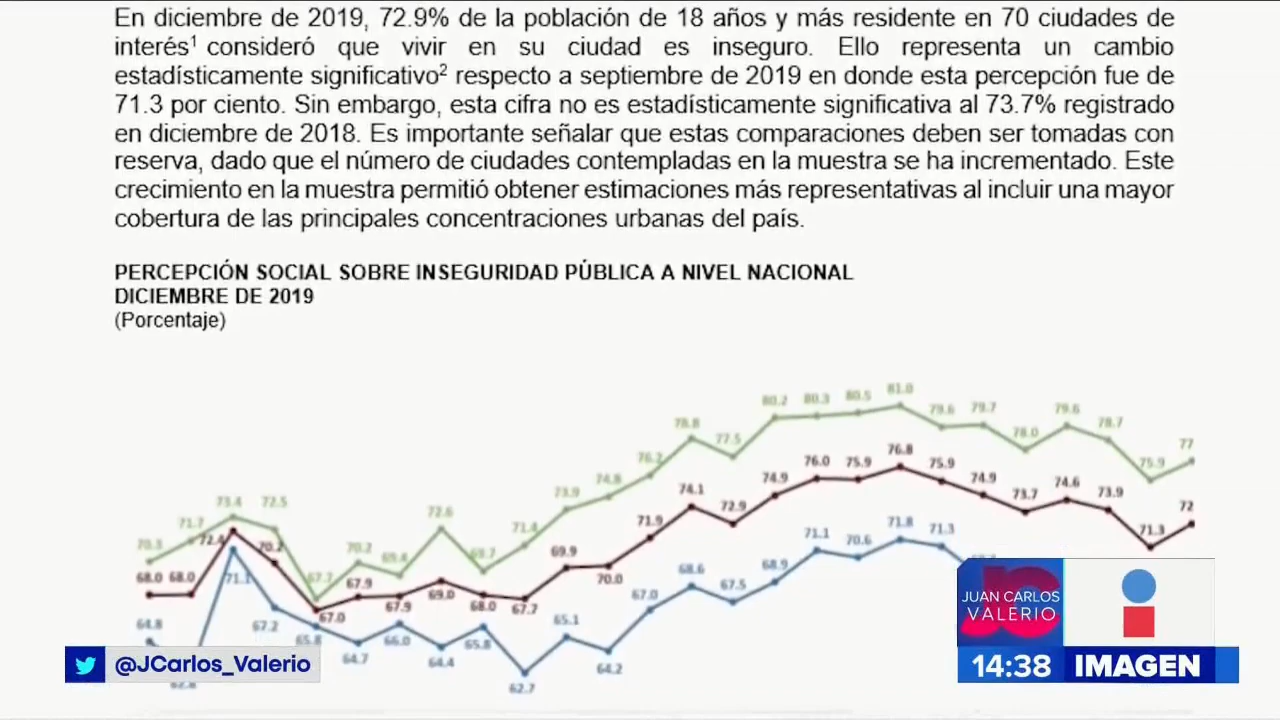 En diciembre de 2019, 72.9% de la población de 18 años y más residente en 70 ciudades de
interés¹ consideró que vivir en su ciudad es inseguro. Ello representa un cambio
estadísticamente significativo² respecto a septiembre de 2019 en donde esta percepción fue de
71.3 por ciento. Sin embargo, esta cifra no es estadísticamente significativa al 73.7% registrado
en diciembre de 2018. Es importante señalar que estas comparaciones deben ser tomadas con
reserva, dado que el número de ciudades contempladas en la muestra se ha incrementado. Este
crecimiento en la muestra permitió obtener estimaciones más representativas al incluir una mayor
cobertura de las principales concentraciones urbanas del país.
PERCEPCIÓN SOCIAL SOBRE INSEGURIDAD PÚBLICA A NIVEL NACIONAL
DICIEMBRE DE 2019
(Porcentaje)
70.3 71.7 73.4 72.5 67.2 70.2 69.4 72.6 69.7 71.4 73.9 74.8 76.2 78.8 77.5 80.2 80.3 80.5 81.0 79.6 79.7 78.0 79.6 78.7 75.9 77
68.0 68.0 72.4 70.2 67.0 67.9 67.9 69.0 68.0 67.7 69.9 70.0 71.9 74.1 72.9 74.9 76.0 75.9 76.8 75.9 74.9 73.7 74.6 73.9 71.3 72
64.8 71.1 67.2 65.8 64.7 66.0 64.4 65.8 62.7 65.1 64.2 67.0 68.6 67.5 68.9 71.1 70.6 71.8 71.3
JUAN CARLOS
VALERIO
@JCarlos_Valerio
14:38 IMAGEN